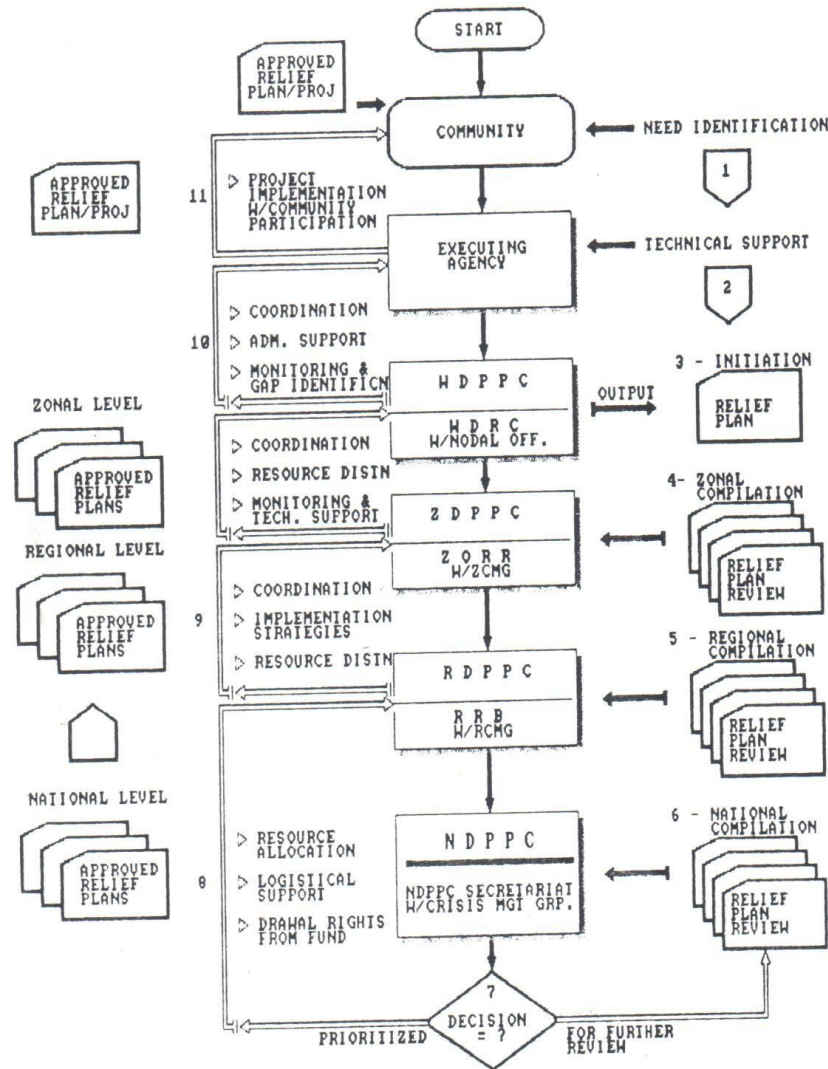 START
APPROVED
RELIEF
PLAN/PROJ
COMMUNITY
NEED IDENTIFICATION
1
APPROVED
RELIEF
PLAN/PROJ
11
PROJECT
IMPLEMENTATION
W/COMMUNITY
PARTICIPATION
EXECUTING
AGENCY
TECHNICAL SUPPORT
2
10
COORDINATION
ADM. SUPPORT
MONITORING &
GAP IDENTIFICN
W D P P C
W D R C
W/NODAL OFF.
OUTPUT
3 - INITIATION
RELIEF
PLAN
ZONAL LEVEL
APPROVED
RELIEF
PLANS
COORDINATION
RESOURCE DISTN
MONITORING &
TECH. SUPPORT
Z D P P C
Z O R R
W/ZCMG
4- ZONAL
COMPILATION
RELIEF
PLAN
REVIEW
REGIONAL LEVEL
APPROVED
RELIEF
PLANS
9
COORDINATION
IMPLEMENTATION
STRATEGIES
RESOURCE DISTN
R D P P C
R R B
W/RCMG
5 - REGIONAL
COMPILATION
RELIEF
PLAN
REVIEW
NATIONAL LEVEL
APPROVED
RELIEF
PLANS
8
RESOURCE
ALLOCATION
LOGISTICAL
SUPPORT
DRAWAL RIGHTS
FROM FUND
N D P P C
NDPPC SECRETARIAT
W/CRISIS MGT GRP.
6 - NATIONAL
COMPILATION
RELIEF
PLAN
REVIEW
?
DECISION
= ?
PRIORITIZED
FOR FURTHER
REVIEW